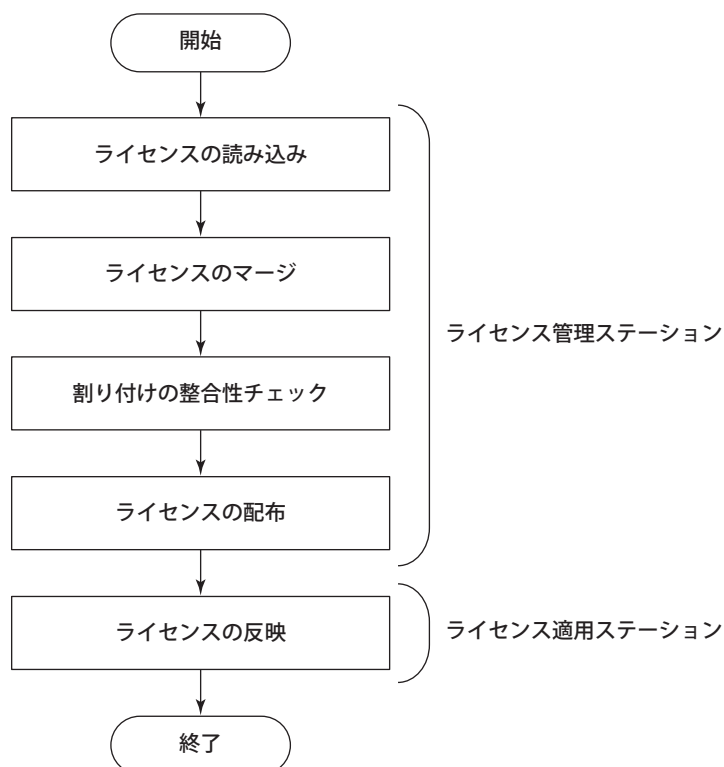 開始
ライセンスの読み込み
ライセンスのマージ
割り付けの整合性チェック
ライセンスの配布
ライセンス管理ステーション
ライセンスの反映
ライセンス適用ステーション
終了